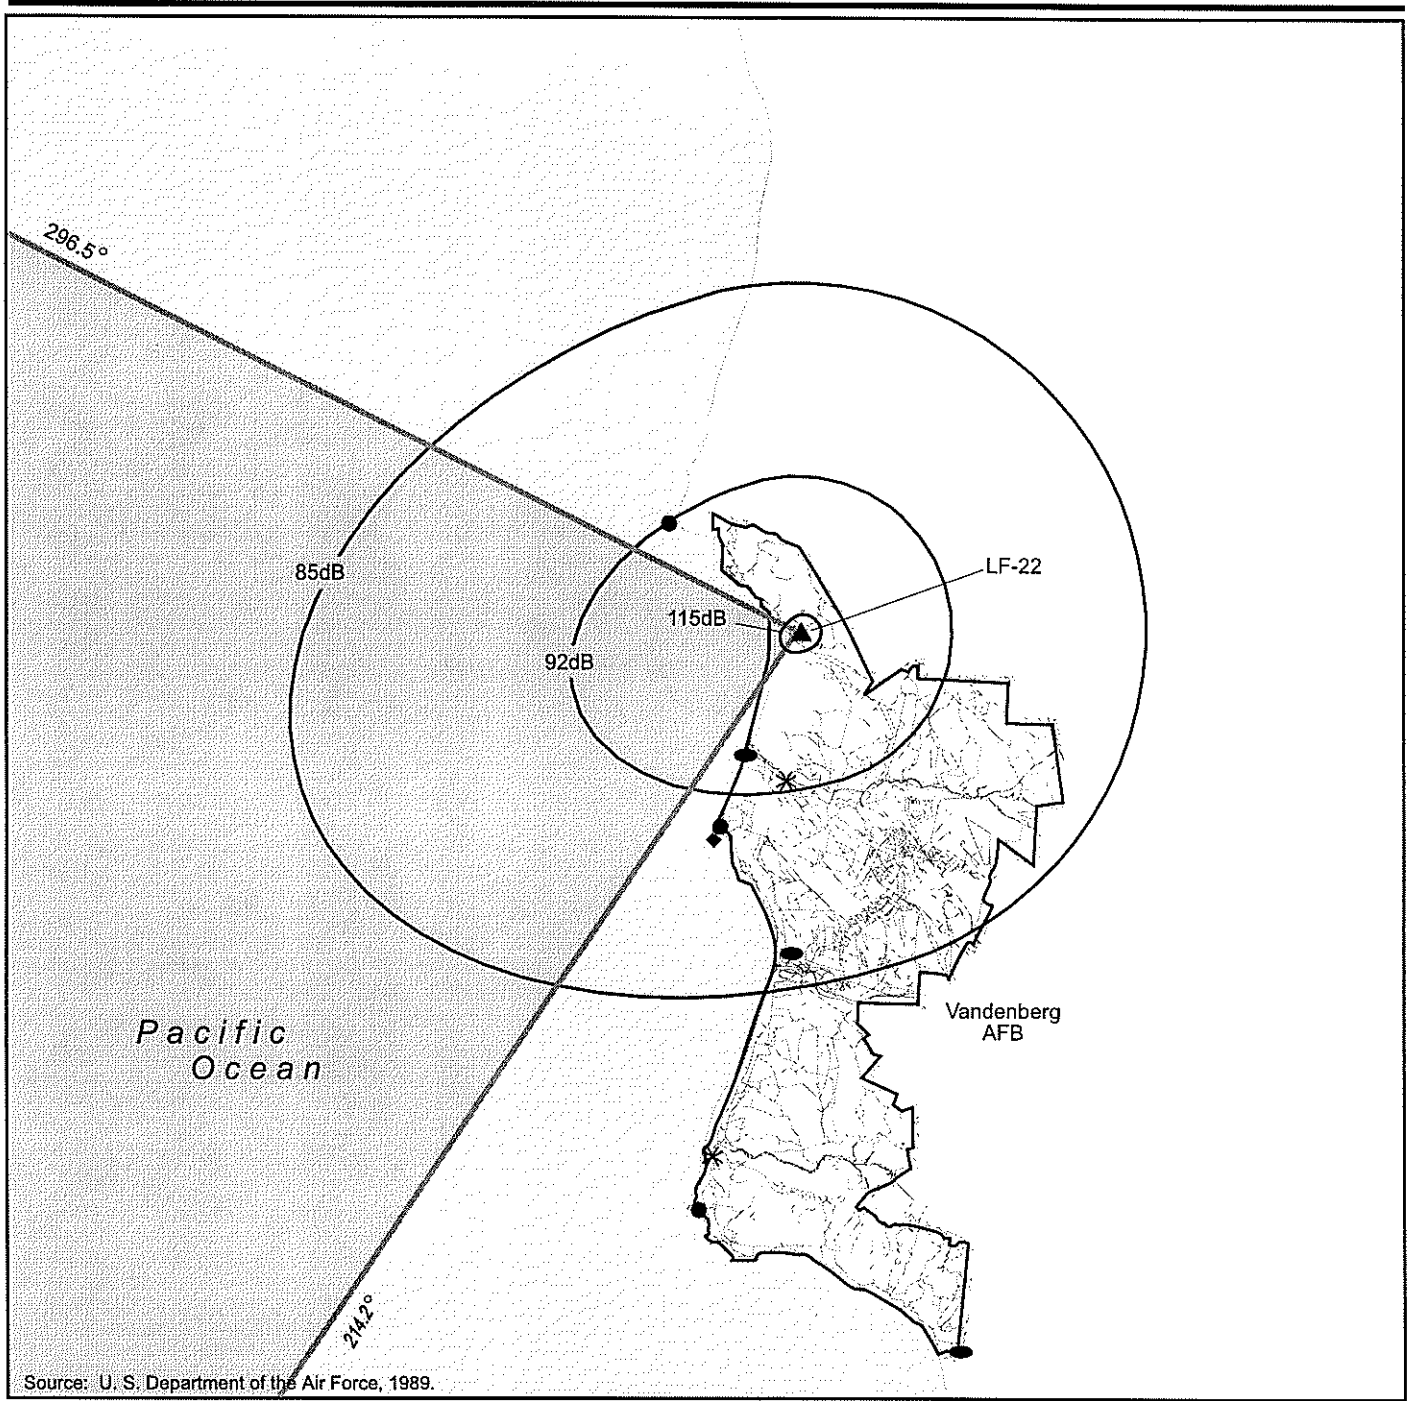 296.5°
85dB
LF-22
115dB
92dB
Pacific
Ocean
Vandenberg
AFB
214.2°
Source: U. S. Department of the Air Force, 1989.